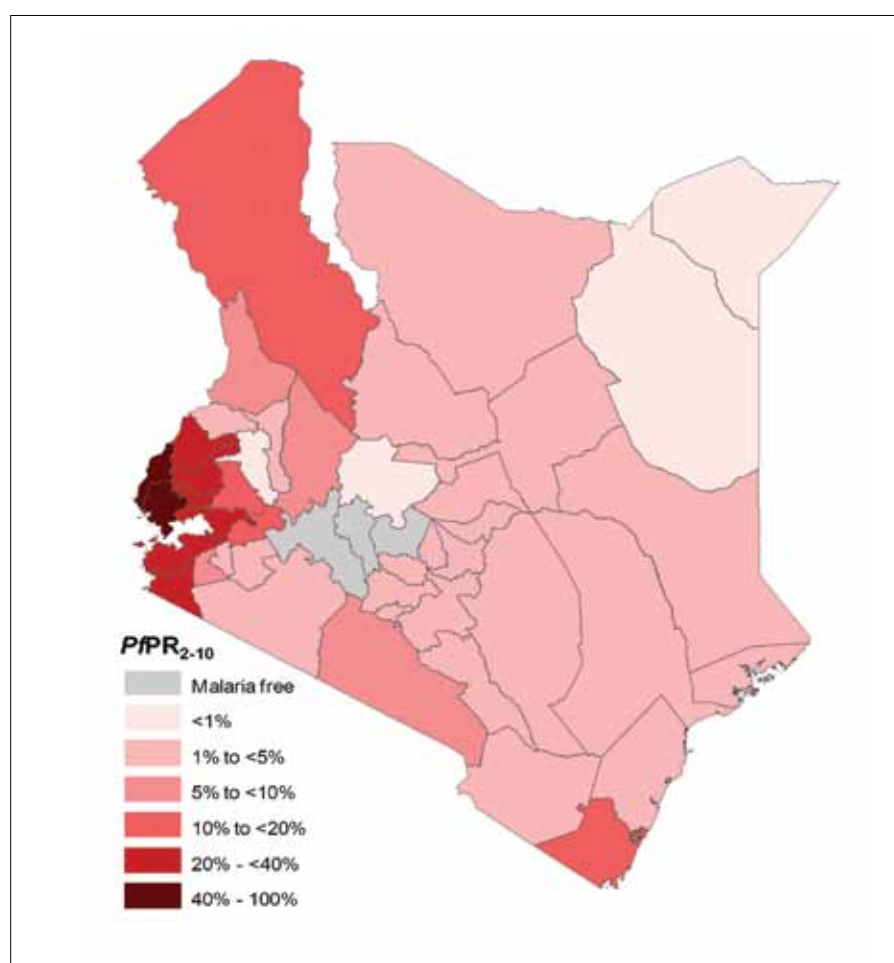 PfPR2-10
Malaria free
<1%
1% to <5%
5% to <10%
10% to <20%
20% - <40%
40% - 100%